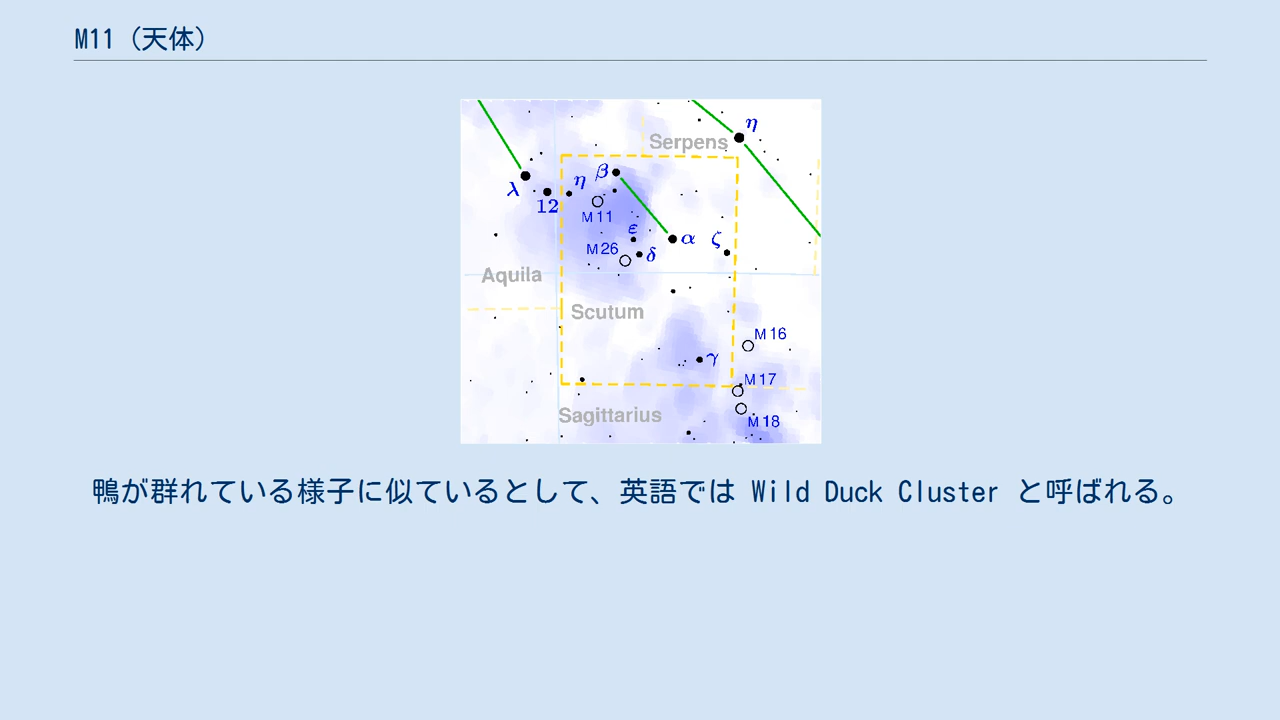 M11（天体）
η
Serpens
β
η
λ
12
M11
ε
α
ζ
M26
δ
Aquila
Scutum
M16
γ
M17
Sagittarius
M18
鴨が群れている様子に似ているとして、英語では Wild Duck Cluster と呼ばれる。